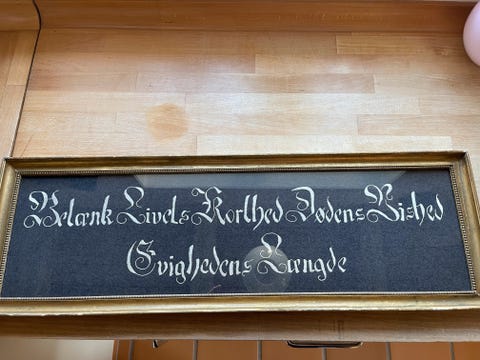 Betænk Livets Korthed Dødens Vished
Evighedens Længde